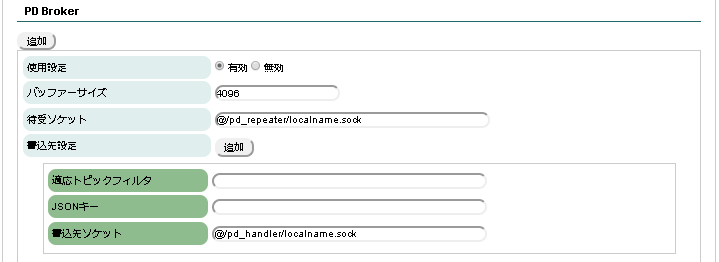 PD Broker
追加
使用設定
有効 無効
バッファーサイズ
4096
待受ソケット
@/pd_repeater/localname.sock
書込先設定
追加
適応トピックフィルタ
JSONキー
書込先ソケット
@/pd_handler/localname.sock